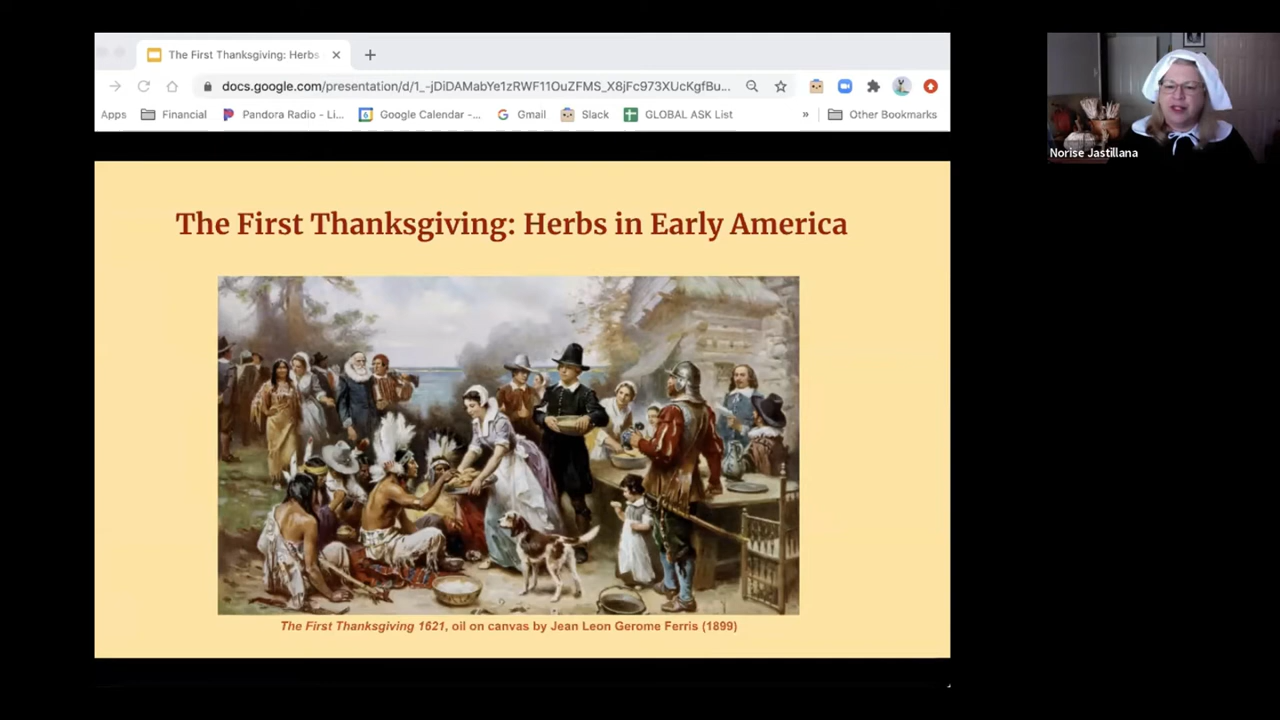 The First Thanksgiving: Herbs
docs.google.com/presentation/d/1_-jDiDAMabYe1zRWF11OuZFMS_X8jFc973XUcKgfBu...
Apps Financial Pandora Radio - Li... Google Calendar -... Gmail Slack GLOBAL ASK List » Other Bookmarks
Norise Jastillana
The First Thanksgiving: Herbs in Early America
The First Thanksgiving 1621, oil on canvas by Jean Leon Gerome Ferris (1899)